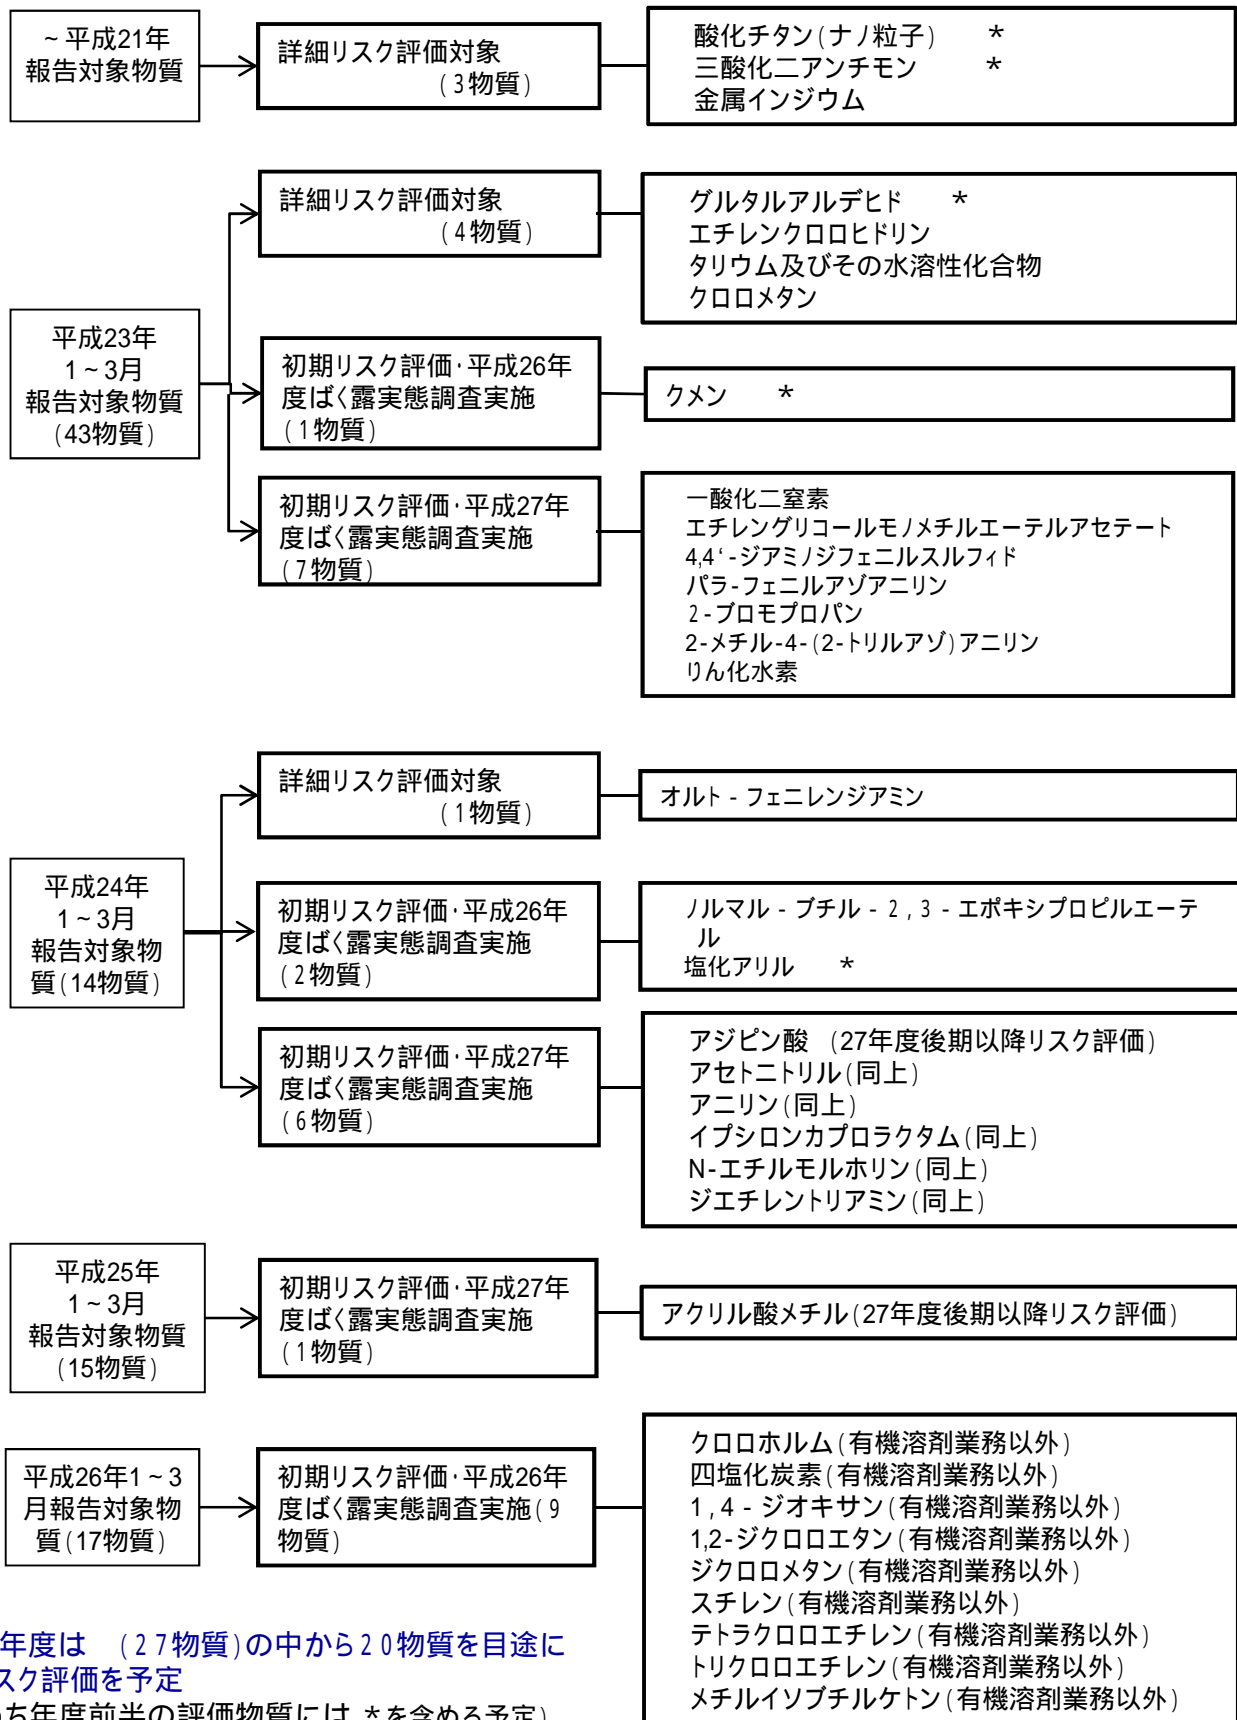 ～平成21年
報告対象物質
詳細リスク評価対象
(3物質)
酸化チタン(ナノ粒子)　＊
三酸化二アンチモン　＊
金属インジウム
平成23年
1～3月
報告対象物質
(43物質)
詳細リスク評価対象
(4物質)
グルタルアルデヒド　＊
エチレンクロロヒドリン
タリウム及びその水溶性化合物
クロロメタン
初期リスク評価・平成26年
度ばく露実態調査実施
(1物質)
クメン　＊
初期リスク評価・平成27年
度ばく露実態調査実施
(7物質)
一酸化二窒素
エチレングリコールモノメチルエーテルアセテート
4,4‘-ジアミノジフェニルスルフィド
パラ-フェニルアゾアニリン
2-ブロモプロパン
2-メチル-4-(2-トリルアゾ)アニリン
りん化水素
平成24年
1～3月
報告対象物
質(14物質)
詳細リスク評価対象
(1物質)
オルト-フェニレンジアミン
初期リスク評価・平成26年
度ばく露実態調査実施
(2物質)
ノルマル-ブチル-2,3-エポキシプロピルエーテ
ル
塩化アリル　＊
初期リスク評価・平成27年
度ばく露実態調査実施
(6物質)
アジピン酸 (27年度後期以降リスク評価)
アセトニトリル(同上)
アニリン(同上)
イプシロンカプロラクタム(同上)
N-エチルモルホリン(同上)
ジエチレントリアミン(同上)
平成25年
1～3月
報告対象物質
(15物質)
初期リスク評価・平成27年
度ばく露実態調査実施
(1物質)
アクリル酸メチル(27年度後期以降リスク評価)
平成26年1～3
月報告対象物
質(17物質)
初期リスク評価・平成26年
度ばく露実態調査実施(9
物質)
クロロホルム(有機溶剤業務以外)
四塩化炭素(有機溶剤業務以外)
1,4-ジオキサン(有機溶剤業務以外)
1,2-ジクロロエタン(有機溶剤業務以外)
ジクロロメタン(有機溶剤業務以外)
スチレン(有機溶剤業務以外)
テトラクロロエチレン(有機溶剤業務以外)
トリクロロエチレン(有機溶剤業務以外)
メチルイソブチルケトン(有機溶剤業務以外)
年度は　(27物質)の中から20物質を目途に
スク評価を予定
ち年度前半の評価物質には＊を含める予定)